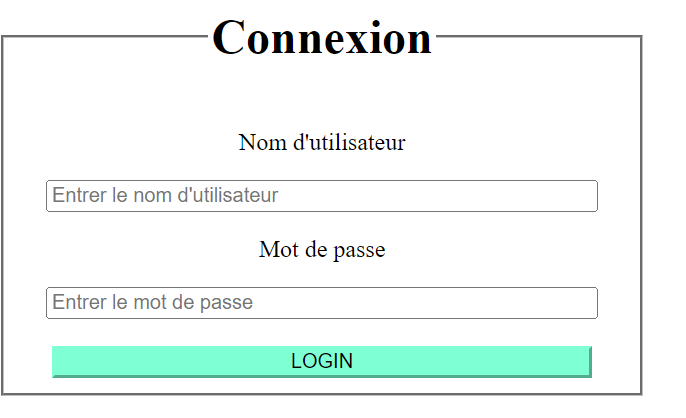 Connexion
Nom d'utilisateur
Entrer le nom d'utilisateur
Mot de passe
Entrer le mot de passe
LOGIN